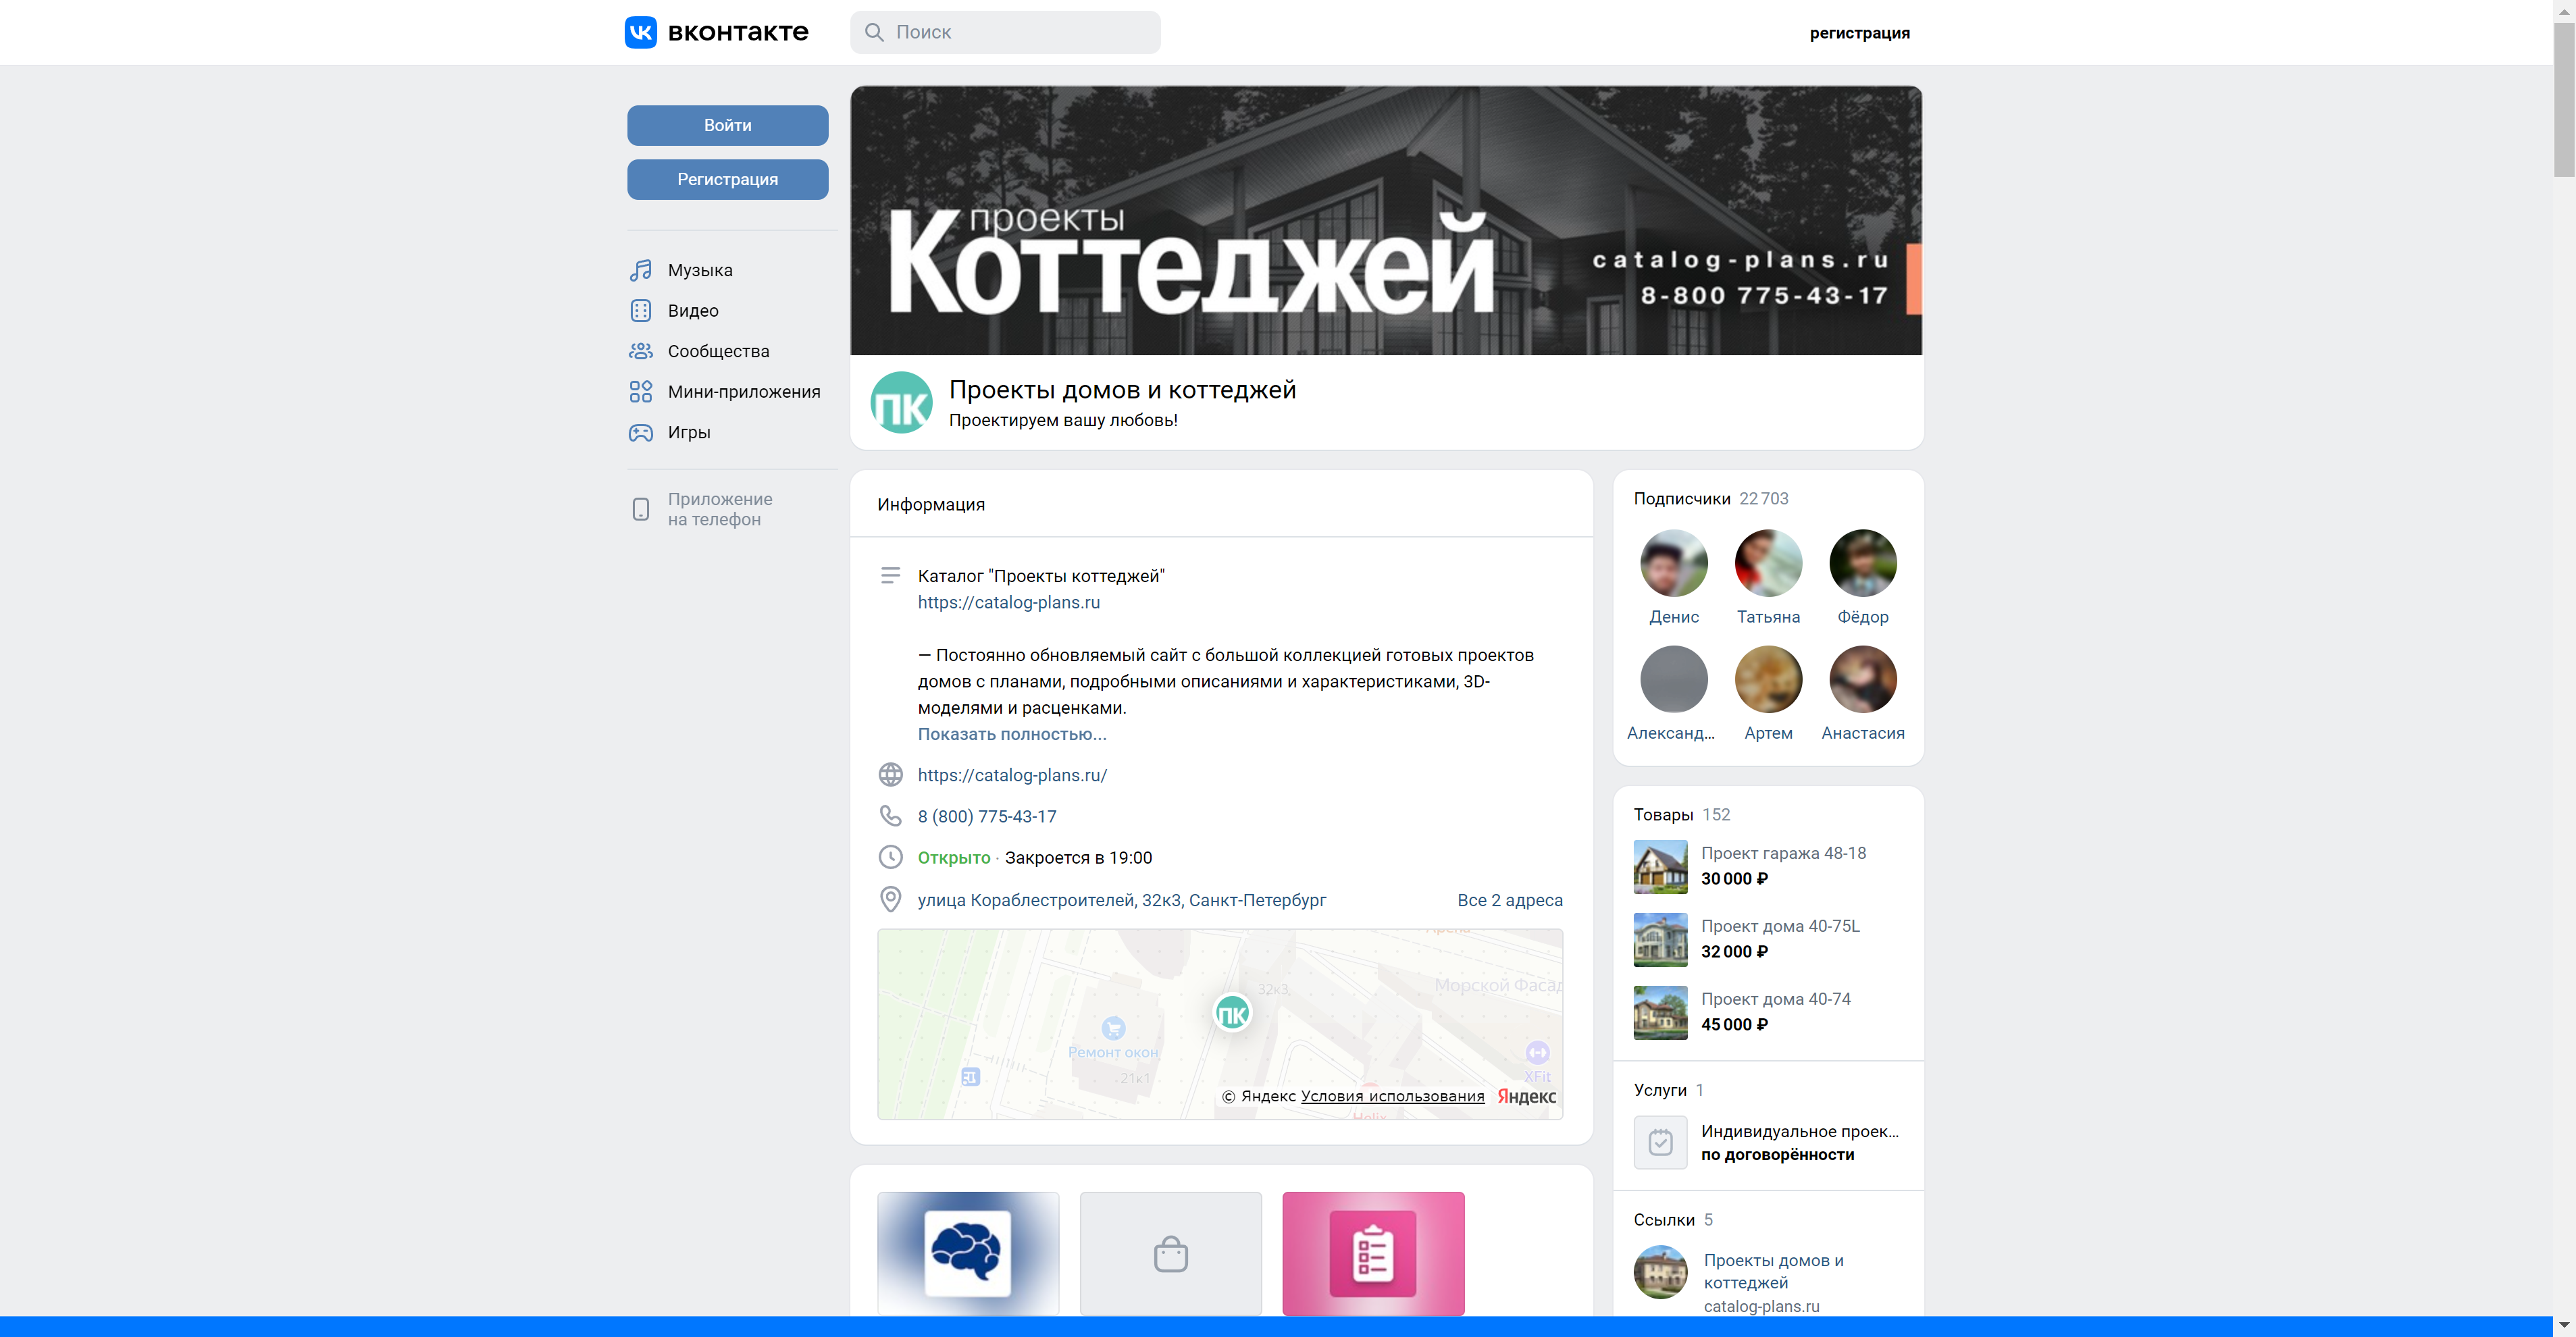 вконтакте
Поиск
регистрация
Войти
Регистрация
Музыка
Видео
Сообщества
Мини-приложения
Игры
Приложение
на телефон
проекты
Коттеджей
catalog-plans.ru
8-800 775-43-17
ПК
Проекты домов и коттеджей
Проектируем вашу любовь!
Информация
Каталог "Проекты коттеджей"
https://catalog-plans.ru
— Постоянно обновляемый сайт с большой коллекцией готовых проектов
домов с планами, подробными описаниями и характеристиками, 3D-
моделями и расценками.
Показать полностью...
https://catalog-plans.ru/
8 (800) 775-43-17
Открыто · Закроется в 19:00
улица Кораблестроителей, 32к3, Санкт-Петербург
Все 2 адреса
32к3
Морской Фасад
ПК
Ремонт окон
21к1
XFit
Helix
© Яндекс Условия использования
Яндекс
Подписчики 22 703
Денис
Татьяна
Фёдор
Александ...
Артем
Анастасия
Товары 152
Проект гаража 48-18
30 000 ₽
Проект дома 40-75L
32 000 ₽
Проект дома 40-74
45 000 ₽
Услуги 1
Индивидуальное проек...
по договорённости
Ссылки 5
Проекты домов и
коттеджей
catalog-plans.ru